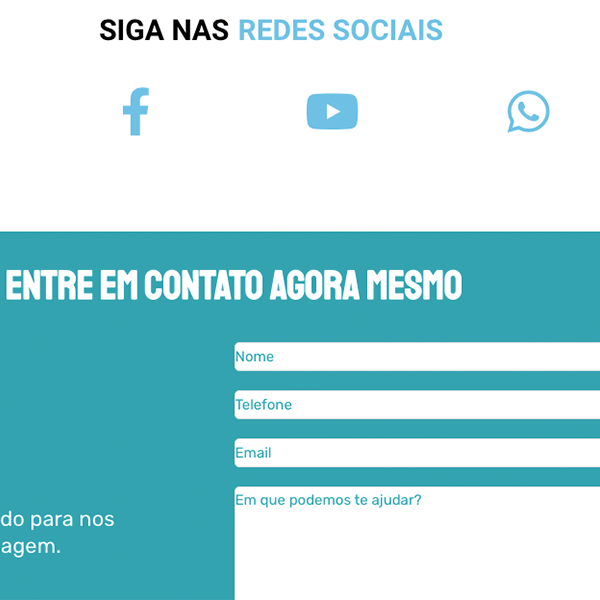 SIGA NAS REDES SOCIAIS
ENTRE EM CONTATO AGORA MESMO
Nome
Telefone
Email
Em que podemos te ajudar?
do para nos
agem.